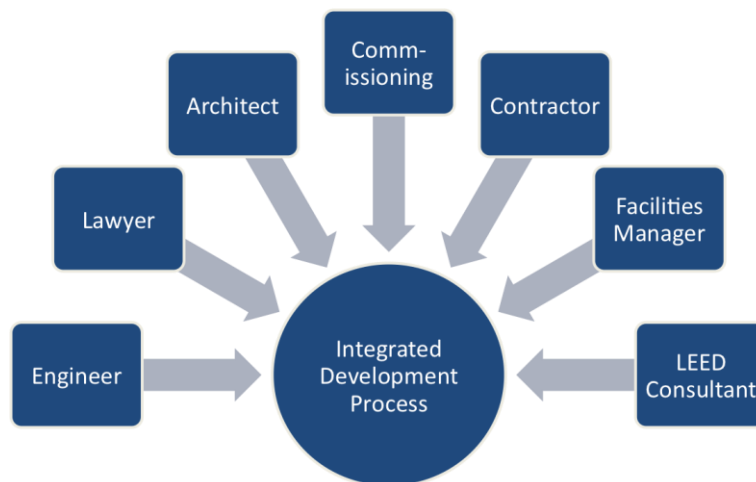 Comm-
issioning
Architect
Contractor
Lawyer
Facilities
Manager
Engineer
Integrated
Development
Process
LEED
Consultant